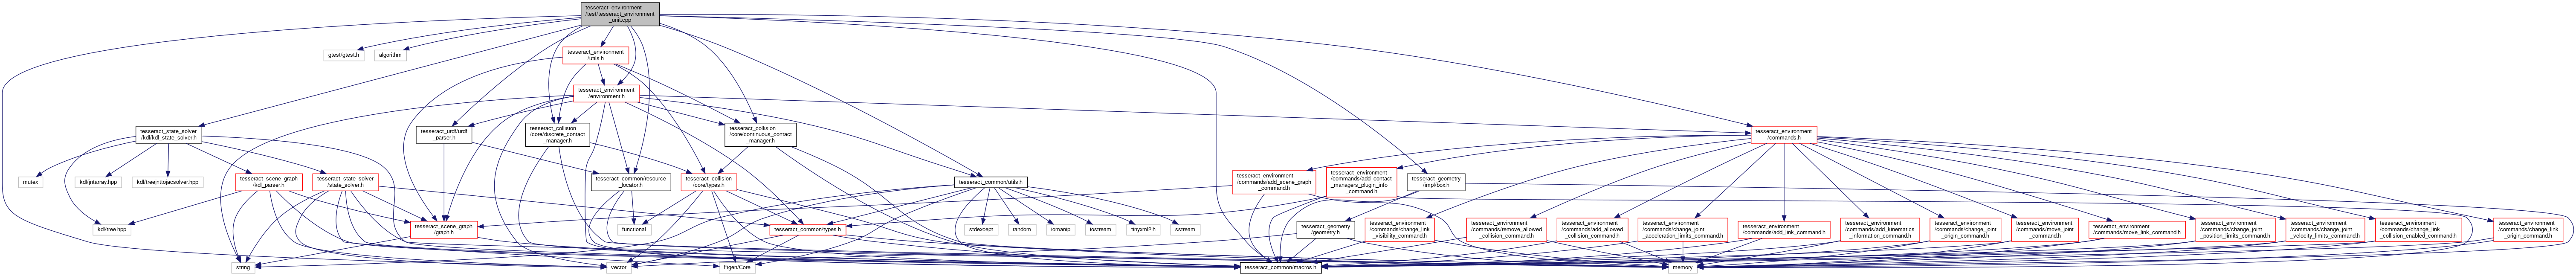 tesseract_environment
/test/tesseract_environment
_unit.cpp
gtest/gtest.h
algorithm
tesseract_environment
/utils.h
tesseract_environment
/environment.h
tesseract_state_solver
/kdl/kdl_state_solver.h
tesseract_urdf/urdf
_parser.h
tesseract_collision
/core/discrete_contact
_manager.h
tesseract_collision
/core/continuous_contact
_manager.h
tesseract_environment
/commands.h
mutex
kdl/jntarray.hpp
kdl/treejnttojacsolver.hpp
tesseract_scene_graph
/kdl_parser.h
tesseract_state_solver
/state_solver.h
tesseract_common/resource
_locator.h
tesseract_collision
/core/types.h
tesseract_common/utils.h
tesseract_environment
/commands/add_scene_graph
_command.h
tesseract_environment
/commands/add_contact
_managers_plugin_info
_command.h
tesseract_geometry
/impl/box.h
kdl/tree.hpp
tesseract_scene_graph
/graph.h
functional
tesseract_common/types.h
stdexcept
random
iomanip
iostream
tinyxml2.h
sstream
tesseract_geometry
/geometry.h
tesseract_environment
/commands/change_link
_visibility_command.h
tesseract_environment
/commands/remove_allowed
_collision_command.h
tesseract_environment
/commands/add_allowed
_collision_command.h
tesseract_environment
/commands/change_joint
_acceleration_limits_command.h
tesseract_environment
/commands/add_link_command.h
tesseract_environment
/commands/add_kinematics
_information_command.h
tesseract_environment
/commands/change_joint
_origin_command.h
tesseract_environment
/commands/move_joint
_command.h
tesseract_environment
/commands/move_link_command.h
tesseract_environment
/commands/change_joint
_position_limits_command.h
tesseract_environment
/commands/change_joint
_velocity_limits_command.h
tesseract_environment
/commands/change_link
_collision_enabled_command.h
tesseract_environment
/commands/change_link
_origin_command.h
string
vector
Eigen/Core
tesseract_common/macros.h
memory